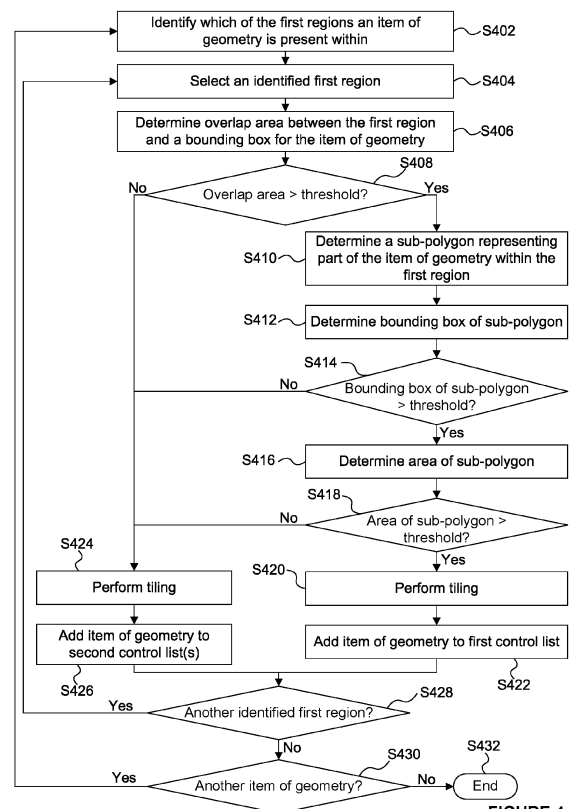 Identify which of the first regions an item of
geometry is present within
S402
Select an identified first region
S404
Determine overlap area between the first region
and a bounding box for the item of geometry
S406
S408
No
Overlap area > threshold?
Yes
S410
Determine a sub-polygon representing
part of the item of geometry within the
first region
S412
Determine bounding box of sub-polygon
S414
No
Bounding box of sub-polygon
> threshold?
Yes
S416
Determine area of sub-polygon
S418
No
Area of sub-polygon >
threshold?
Yes
S424
Perform tiling
S420
Perform tiling
Add item of geometry to
second control list(s)
S426
Add item of geometry to first control list
S422
S428
Yes
Another identified first region?
No
S430
Yes
Another item of geometry?
No
S432
End